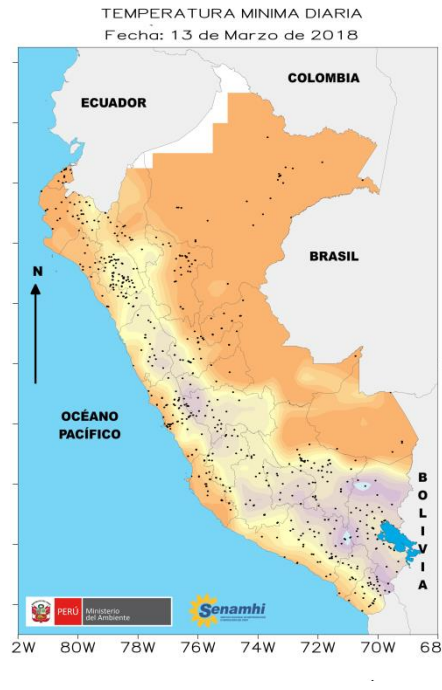 TEMPERATURA MINIMA DIARIA
Fecha: 13 de Marzo de 2018
COLOMBIA
ECUADOR
BRASIL
N
OCÉANO
PACÍFICO
BOLIVIA
PERÚ
Ministerio
del Ambiente
Senamhi
2W 80W 78W 76W 74W 72W 70W 68